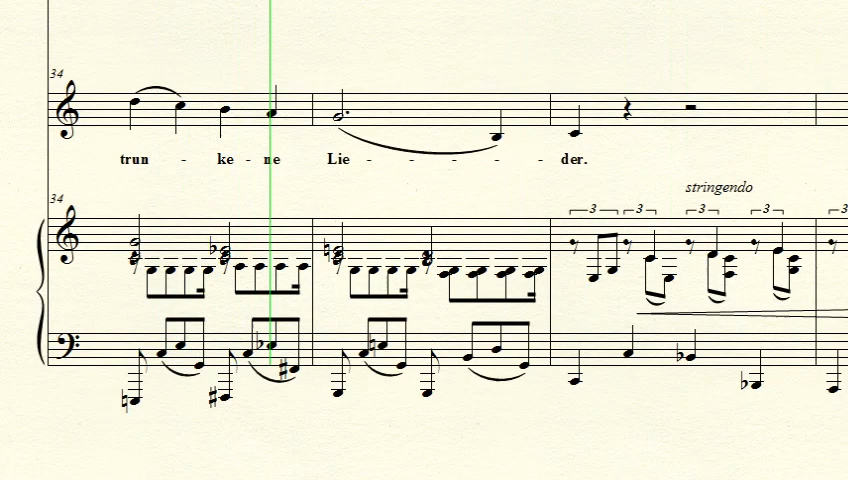 34
trun - ke - ne Lie - - - - - der.
34
stringendo
3 3 3 3 3